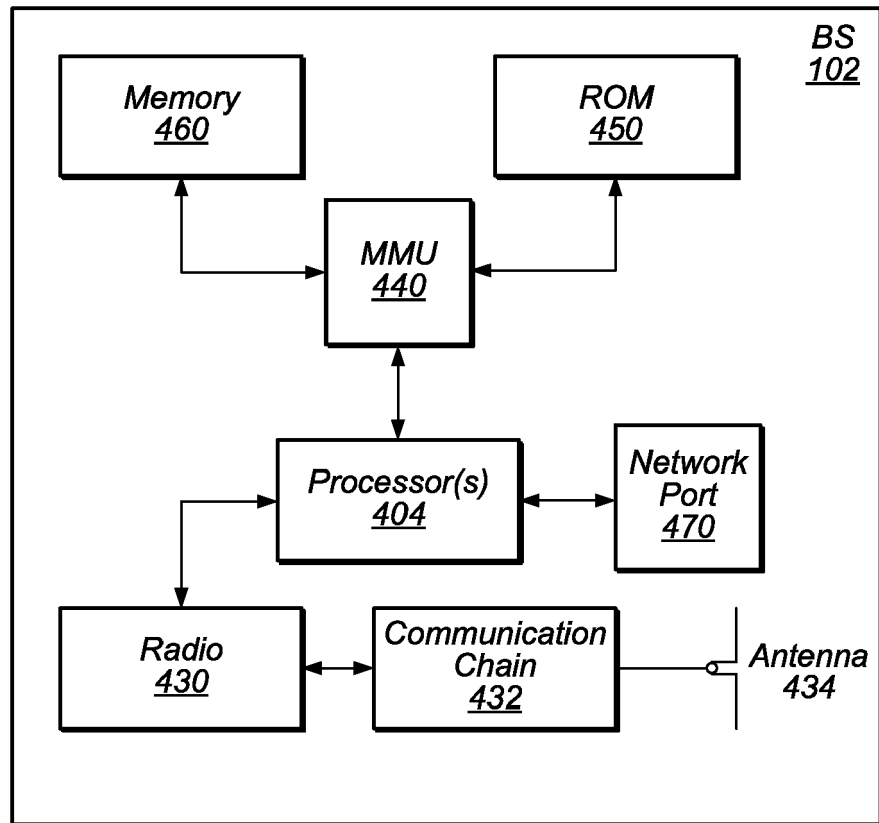 BS
102
Memory
460
ROM
450
MMU
440
Processor(s)
404
Network
Port
470
Radio
430
Communication
Chain
432
Antenna
434